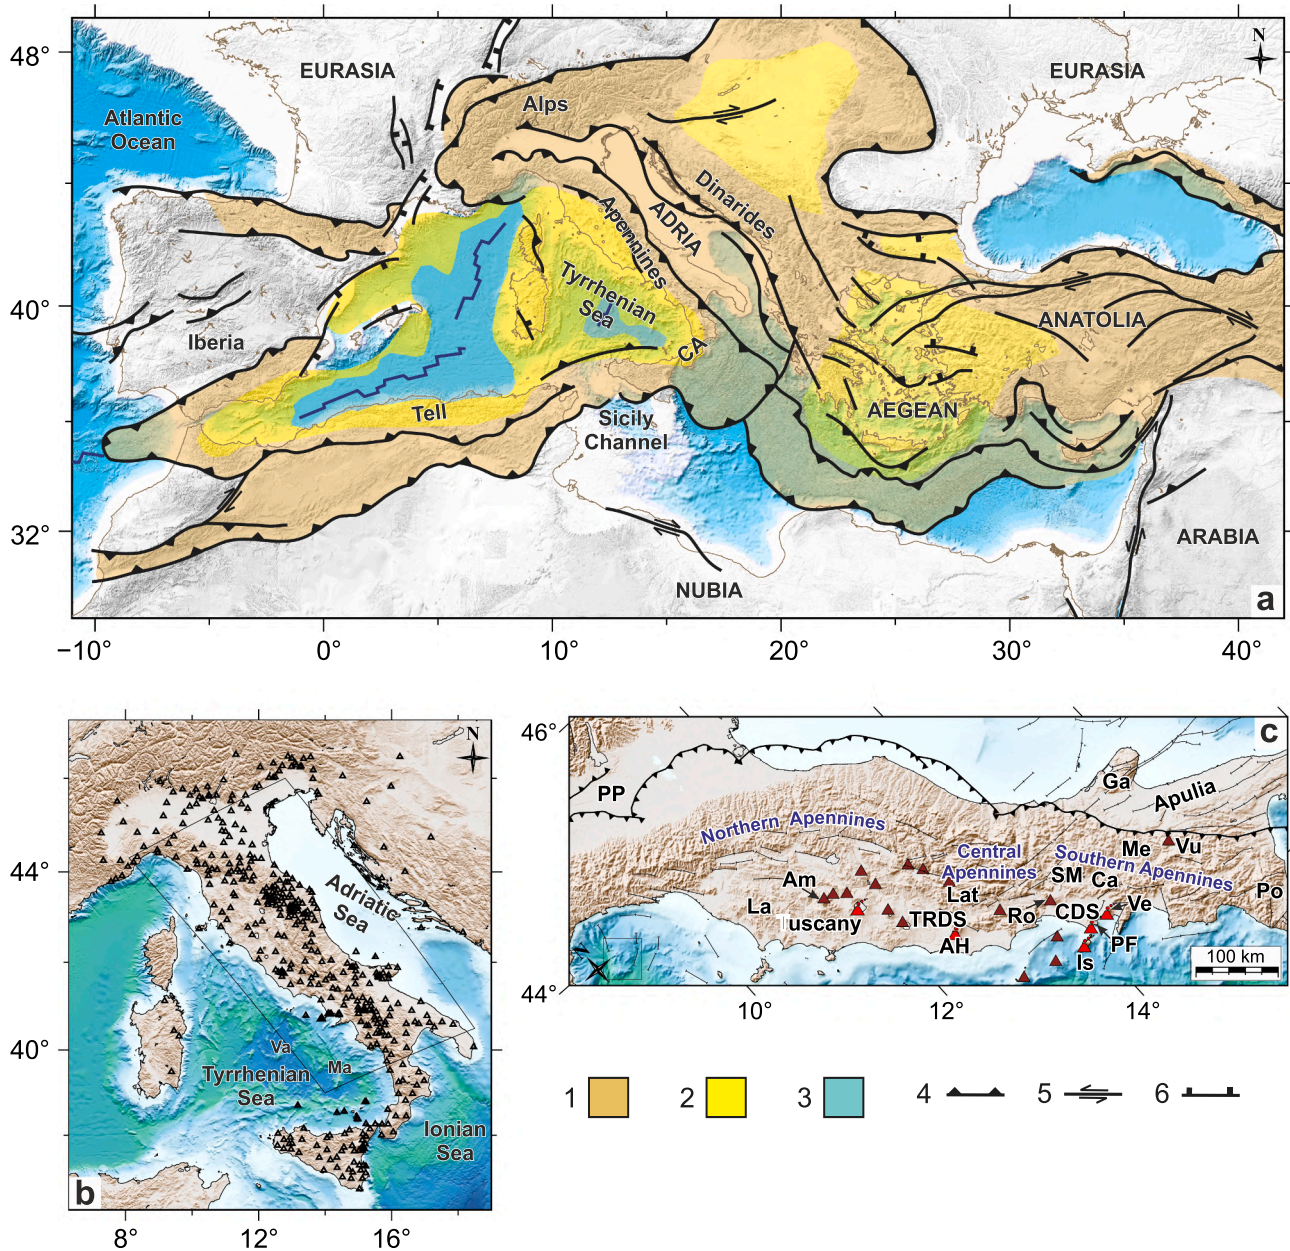 N
48°
EURASIA
EURASIA
Alps
Atlantic
Ocean
Dinarides
Apennines
ADRIA
Tyrrhenian
Sea
40°
ANATOLIA
Iberia
CA
Tell
AEGEAN
Sicily
Channel
32°
ARABIA
NUBIA
a
−10°
0°
10°
20°
30°
40°
N
44°
Adriatic
Sea
40°
Va
Ma
Tyrrhenian
Sea
Ionian
Sea
b
8°
12°
16°
46°
c
PP
Ga
Apulia
Northern Apennines
Central
Apennines
Southern Apennines
Me
Vu
Am
SM
Ca
Po
La
Lat
Tuscany
TRDS
Ro
CDS
Ve
AH
PF
Is
100 km
44°
10°
12°
14°
1
2
3
4
5
6